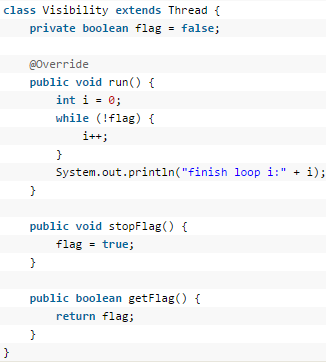 class Visibility extends Thread {
    private boolean flag = false;

    @Override
    public void run() {
        int i = 0;
        while (!flag) {
            i++;
        }
        System.out.println("finish loop i:" + i);
    }

    public void stopFlag() {
        flag = true;
    }

    public boolean getFlag() {
        return flag;
    }
}